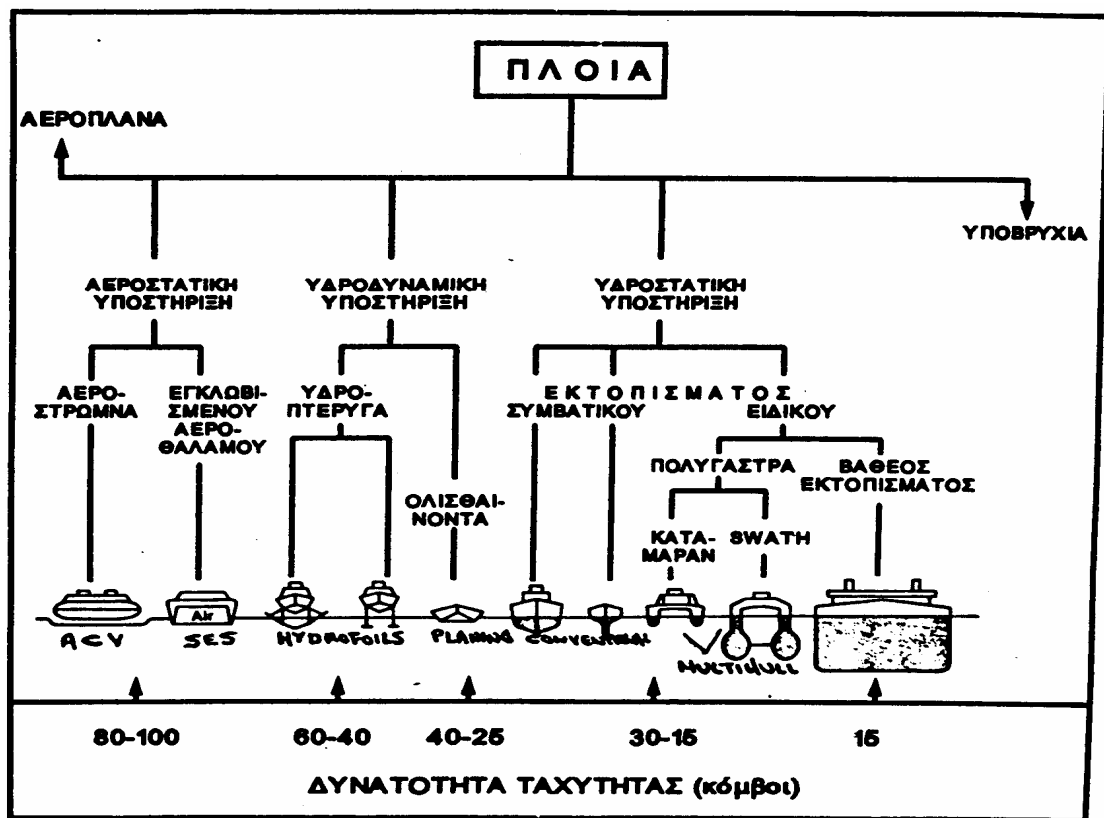 ΠΛΟΙΑ
ΑΕΡΟΠΛΑΝΑ
ΥΠΟΒΡΥΧΙΑ
ΑΕΡΟΣΤΑΤΙΚΗ
ΥΠΟΣΤΗΡΙΞΗ
ΥΔΡΟΔΥΝΑΜΙΚΗ
ΥΠΟΣΤΗΡΙΞΗ
ΥΔΡΟΣΤΑΤΙΚΗ
ΥΠΟΣΤΗΡΙΞΗ
ΑΕΡΟ-
ΣΤΡΩΜΝΑ
ΕΓΚΛΩΒΙ-
ΣΜΕΝΟΥ
ΑΕΡΟ-
ΘΑΛΑΜΟΥ
ΥΔΡΟ-
ΠΤΕΡΥΓΑ
ΟΛΙΣΘΑΙ-
ΝΟΝΤΑ
ΕΚΤΟΠΙΣΜΑΤΟΣ
ΣΥΜΒΑΤΙΚΟΥ
ΕΙΔΙΚΟΥ
ΠΟΛΥΓΑΣΤΡΑ
ΒΑΘΕΟΣ
ΕΚΤΟΠΙΣΜΑΤΟΣ
ΚΑΤΑ-
ΜΑΡΑΝ
SWATH
Air
ACV
SES
HYDROFOILS
PLANING
CONVENTIONAL
MULTIHULL
80-100
60-40
40-25
30-15
15
ΔΥΝΑΤΟΤΗΤΑ ΤΑΧΥΤΗΤΑΣ (κόμβοι)